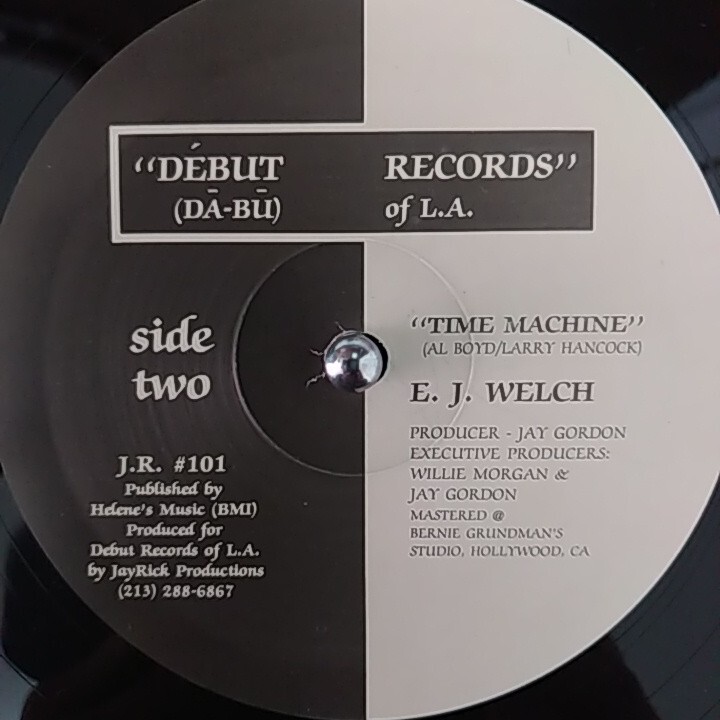 “DÉBUT RECORDS”
(DĀ-BŪ) of L.A.
side
two
J.R. #101
Published by
Helene's Music (BMI)
Produced for
Debut Records of L.A.
by JayRick Productions
(213) 288-6867
“TIME MACHINE”
(AL BOYD/LARRY HANCOCK)
E. J. WELCH
PRODUCER - JAY GORDON
EXECUTIVE PRODUCERS:
WILLIE MORGAN &
JAY GORDON
MASTERED @
BERNIE GRUNDMAN'S
STUDIO, HOLLYWOOD, CA